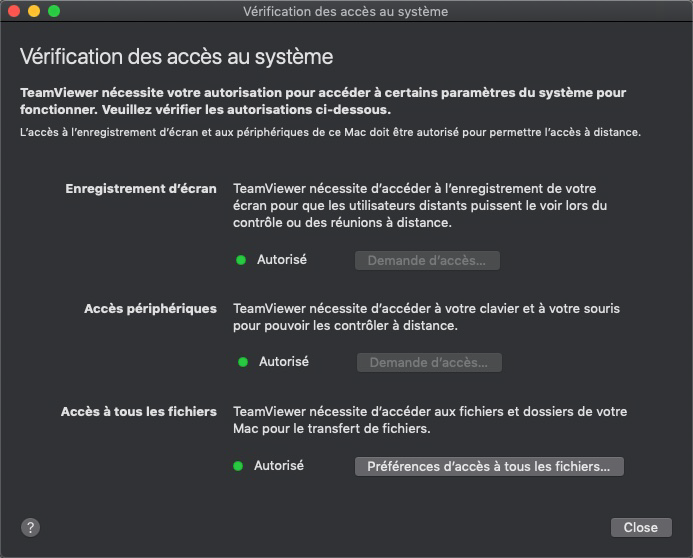 Vérification des accès au système
Vérification des accès au système
TeamViewer nécessite votre autorisation pour accéder à certains paramètres du système pour
fonctionner. Veuillez vérifier les autorisations ci-dessous.
L’accès à l’enregistrement d’écran et aux périphériques de ce Mac doit être autorisé pour permettre l’accès à distance.
Enregistrement d’écran
TeamViewer nécessite d’accéder à l’enregistrement de votre
écran pour que les utilisateurs distants puissent le voir lors du
contrôle ou des réunions à distance.
Autorisé
Demande d’accès...
Accès périphériques
TeamViewer nécessite d’accéder à votre clavier et à votre souris
pour pouvoir les contrôler à distance.
Autorisé
Demande d’accès...
Accès à tous les fichiers
TeamViewer nécessite d’accéder aux fichiers et dossiers de votre
Mac pour le transfert de fichiers.
Autorisé
Préférences d’accès à tous les fichiers...
?
Close